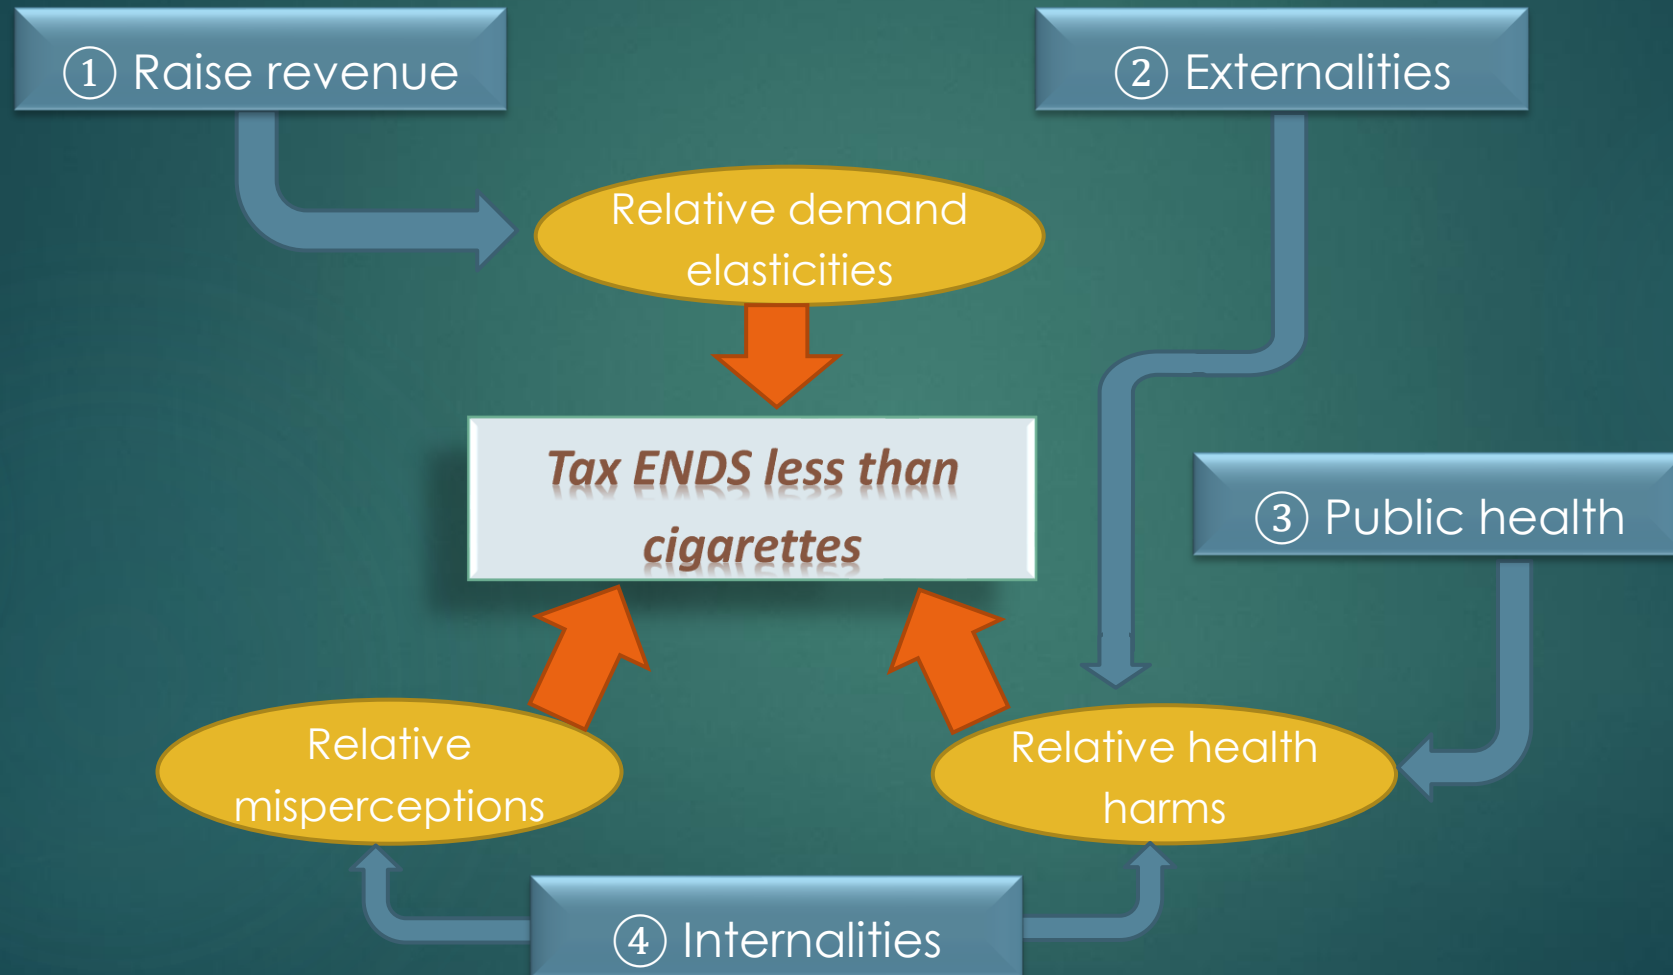 ① Raise revenue
② Externalities
Relative demand
elasticities
Tax ENDS less than
cigarettes
③ Public health
Relative
misperceptions
Relative health
harms
④ Internalities